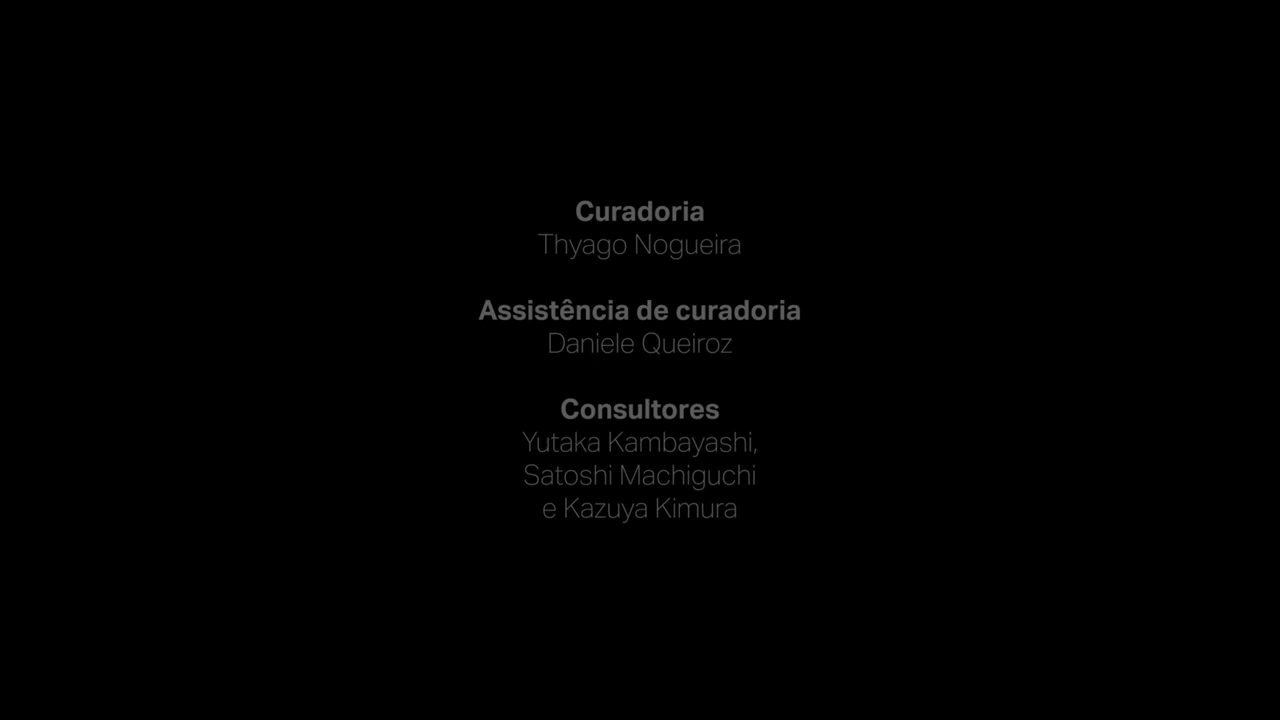 Curadoria
Thyago Nogueira
Assistência de curadoria
Daniele Queiroz
Consultores
Yutaka Kambayashi,
Satoshi Machiguchi
e Kazuya Kimura